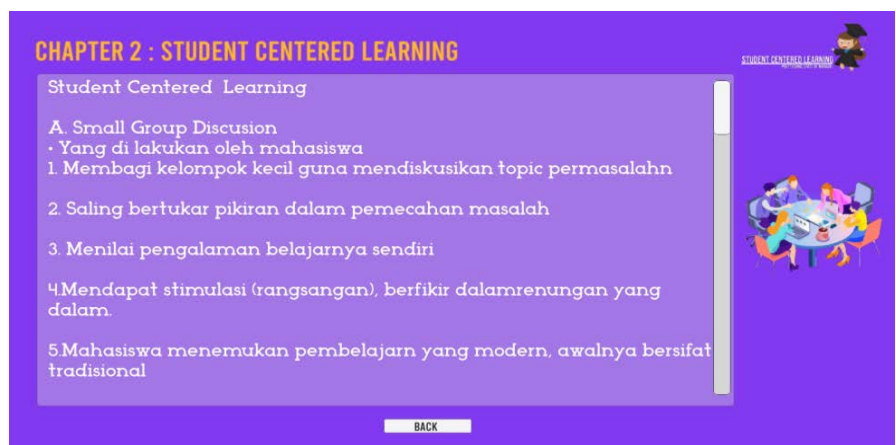 CHAPTER 2 : STUDENT CENTERED LEARNING
STUDENT CENTERED LEARNING
Student Centered Learning
A. Small Group Discusion
• Yang di lakukan oleh mahasiswa
1. Membagi kelompok kecil guna mendiskusikan topic permasalahn
2. Saling bertukar pikiran dalam pemecahan masalah
3. Menilai pengalaman belajarnya sendiri
4.Mendapat stimulasi (rangsangan), berfikir dalamrenungan yang
dalam.
5.Mahasiswa menemukan pembelajarn yang modern, awalnya bersifat
tradisional
BACK